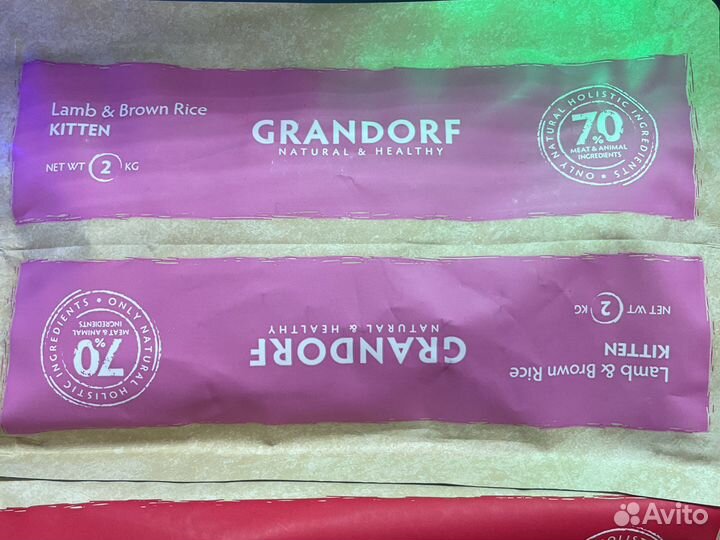 Lamb & Brown Rice
KITTEN
NET WT 2 KG
GRANDORF
NATURAL & HEALTHY
ONLY NATURAL HOLISTIC INGREDIENTS
70%
MEAT & ANIMAL
INGREDIENTS
Lamb & Brown Rice
KITTEN
NET WT 2 KG
GRANDORF
NATURAL & HEALTHY
ONLY NATURAL HOLISTIC INGREDIENTS
70%
MEAT & ANIMAL
INGREDIENTS
HOLISTIC
Avito